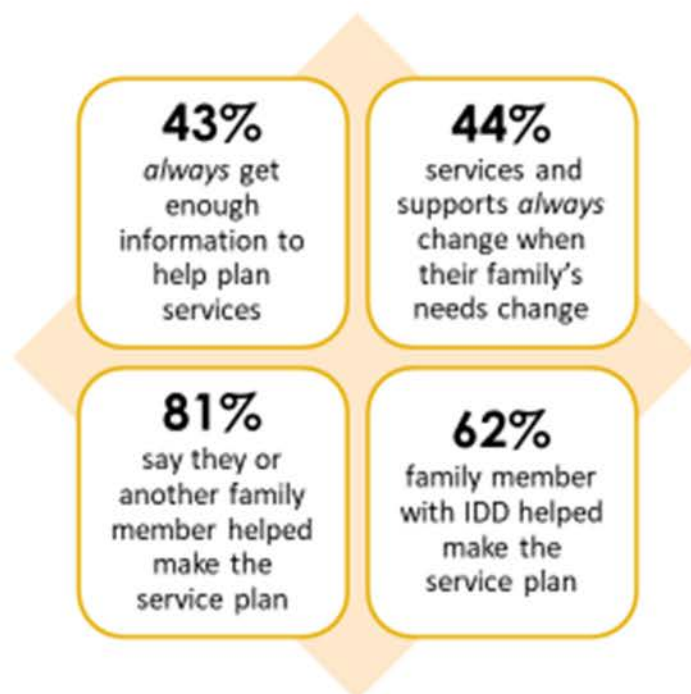 43%
always get
enough
information to
help plan
services
44%
services and
supports always
change when
their family's
needs change
81%
say they or
another family
member helped
make the
service plan
62%
family member
with IDD helped
make the
service plan